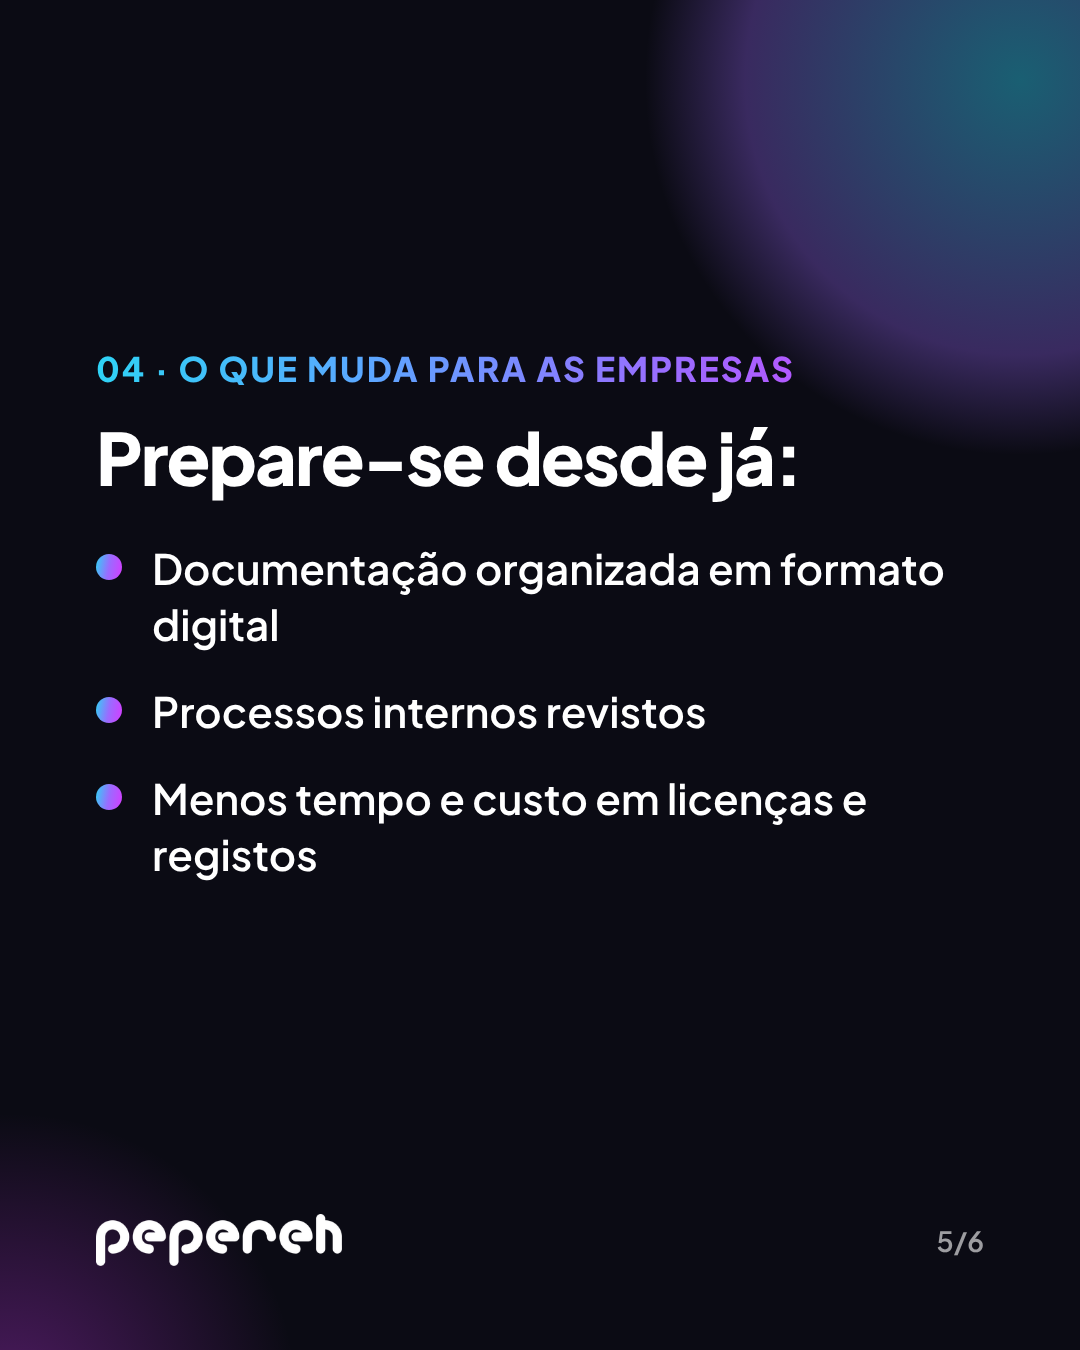 04 · O QUE MUDA PARA AS EMPRESAS
Prepare-se desde já:
Documentação organizada em formato
digital
Processos internos revistos
Menos tempo e custo em licenças e
registos
pepereh
5/6